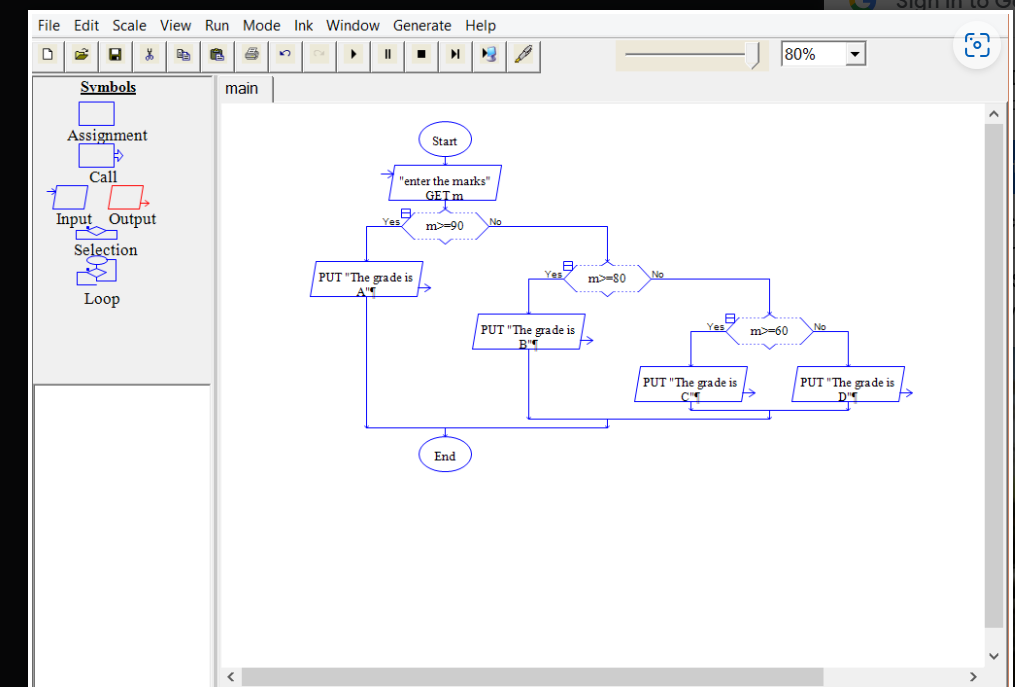 Sign in to G
File Edit Scale View Run Mode Ink Window Generate Help
80%
Symbols
Assignment
Call
Input Output
Selection
Loop
main
Start
"enter the marks"
GET m
Yes m>=90 No
PUT "The grade is
A"¶
Yes m>=80 No
PUT "The grade is
B"¶
Yes m>=60 No
PUT "The grade is
C"¶
PUT "The grade is
D"¶
End